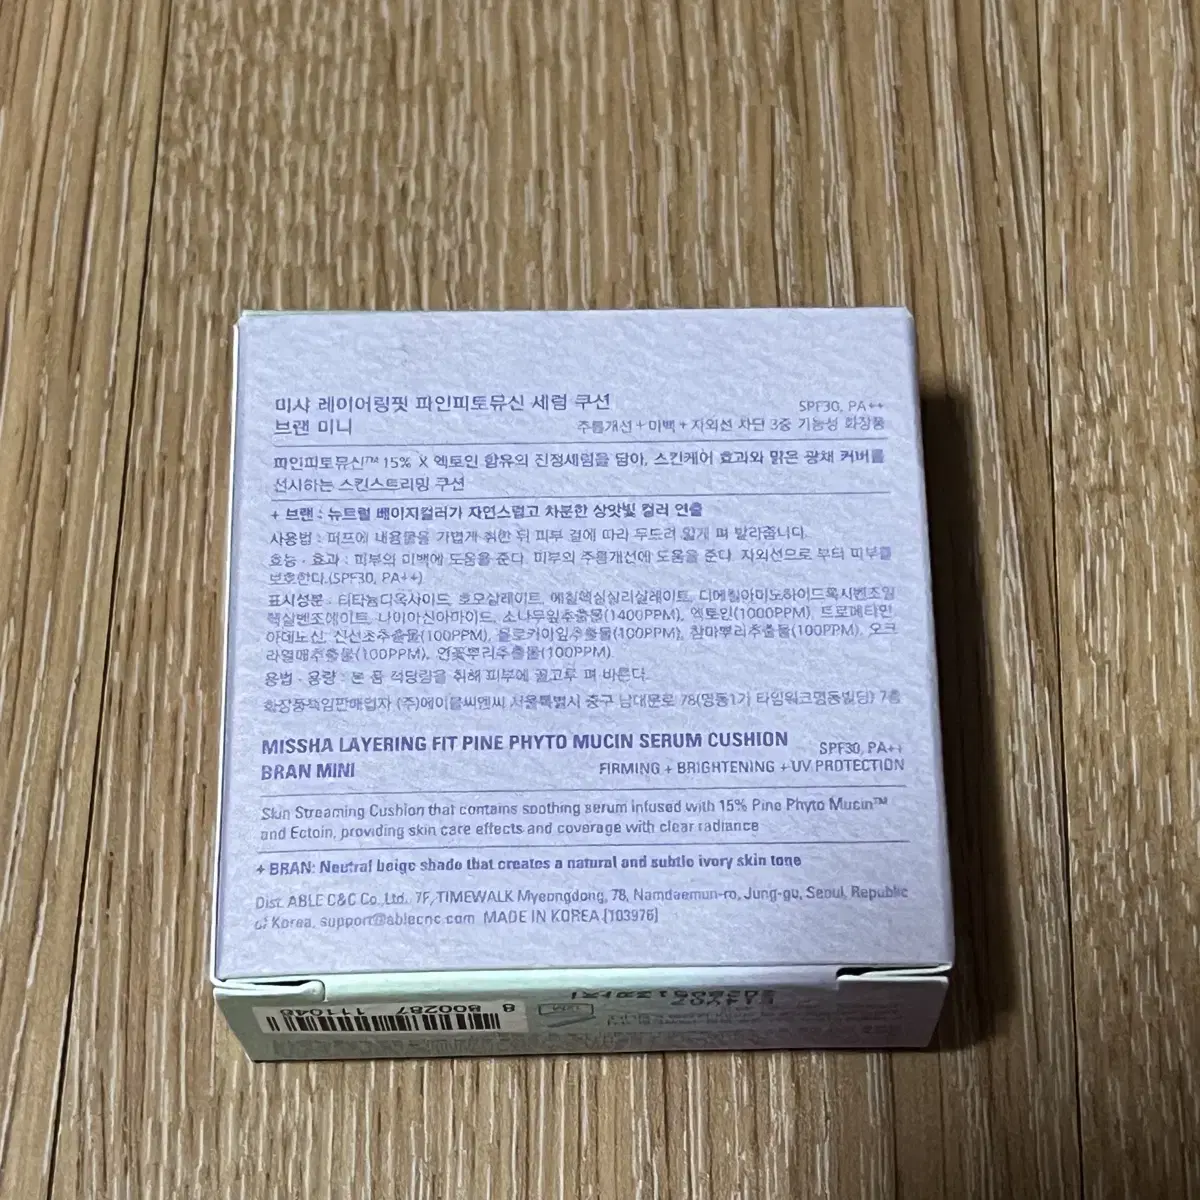 미샤 레이어링핏 파인피토뮤신 세럼 쿠션
브랜 미니
SPF30, PA++
주름개선 + 미백 + 자외선 차단 3중 기능성 화장품
파인피토뮤신™ 15% X 엑토인 함유의 진정세럼을 담아, 스킨케어 효과와 맑은 광채 커버를
선사하는 스킨스트리밍 쿠션
+ 브랜 : 뉴트럴 베이지컬러가 자연스럽고 차분한 상앗빛 컬러 연출
사용법 : 퍼프에 내용물을 가볍게 취한 뒤 피부 결에 따라 두드려 얇게 펴 발라줍니다.
효능 · 효과 : 피부의 미백에 도움을 준다. 피부의 주름개선에 도움을 준다. 자외선으로 부터 피부를
보호한다.(SPF30, PA++)
표시성분 : 티타늄디옥사이드, 호모살레이트, 에칠헥실살리실레이트, 디에칠아미노하이드록시벤조일
헥실벤조에이트, 나이아신아마이드, 소나무잎추출물(1400PPM), 엑토인(1000PPM), 트로메타민
아데노신, 신선초추출물(100PPM), 몰로키아잎추출물(100PPM), 참마뿌리추출물(100PPM), 오크
라열매추출물(100PPM), 연꽃뿌리추출물(100PPM)
용법 · 용량 : 본 품 적당량을 취해 피부에 골고루 펴 바른다.
화장품책임판매업자 (주)에이블씨엔씨 서울특별시 중구 남대문로 78(명동1가 타임워크명동빌딩) 7층
MISSHA LAYERING FIT PINE PHYTO MUCIN SERUM CUSHION
BRAN MINI
SPF30, PA++
FIRMING + BRIGHTENING + UV PROTECTION
Skin Streaming Cushion that contains soothing serum infused with 15% Pine Phyto Mucin™
and Ectoin, providing skin care effects and coverage with clear radiance
+ BRAN: Neutral beige shade that creates a natural and subtle ivory skin tone
Dist. ABLE C&C Co.,Ltd. 7F, TIMEWALK Myeongdong, 78, Namdaemun-ro, Jung-gu, Seoul, Republic
of Korea, support@ablecnc.com MADE IN KOREA [103976]
8 800287 111048